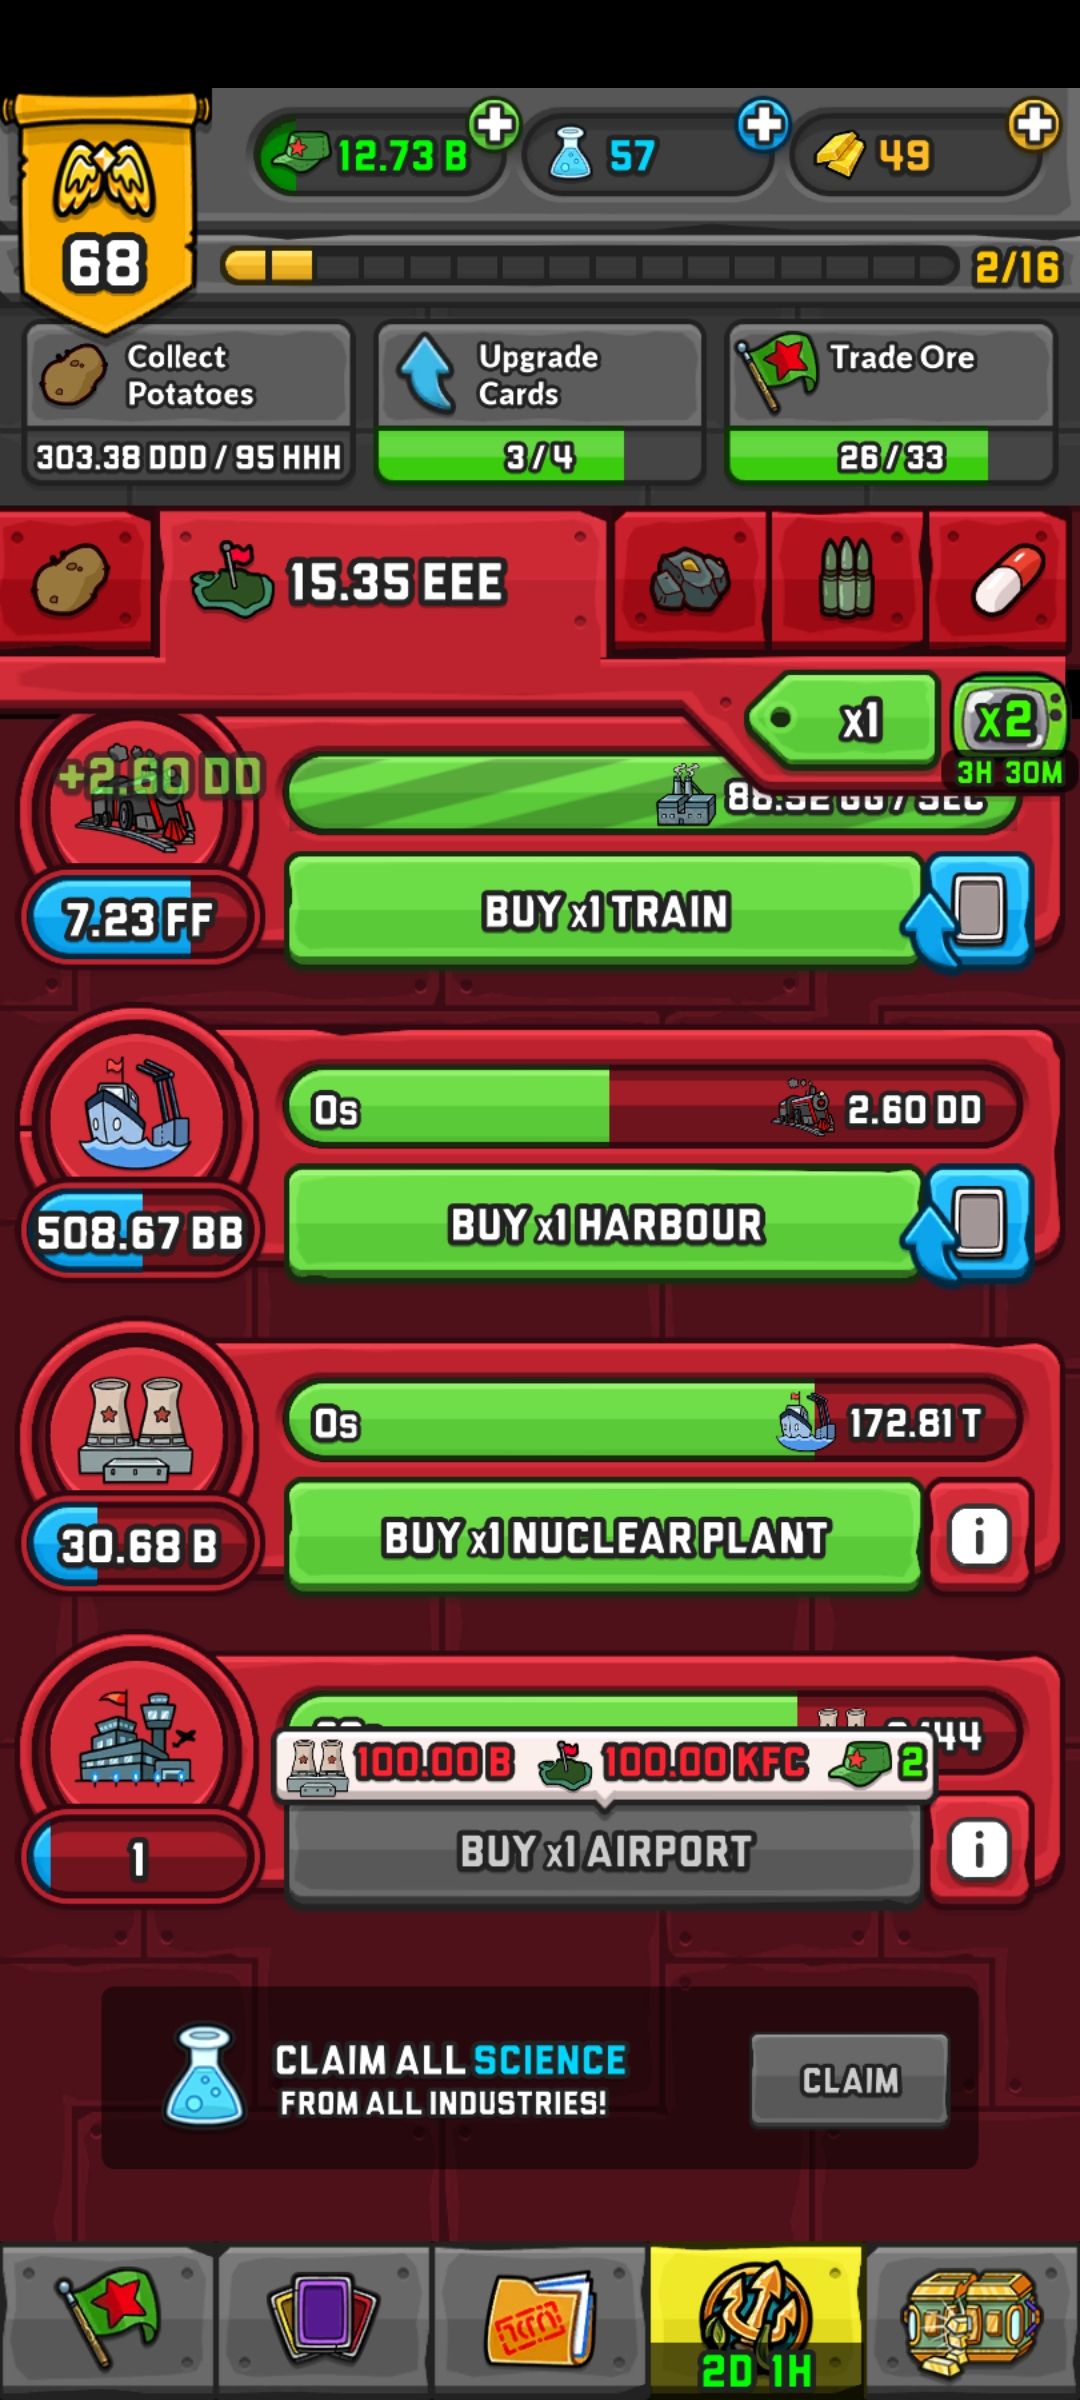 12.73 B
57
49
68
2/16
Collect
Potatoes
Upgrade
Cards
Trade Ore
303.38 DDD / 95 HHH
3/4
26/33
15.35 EEE
x1
x2
3H 30M
+2.60 DD
7.23 FF
BUY x1 TRAIN
0s
2.60 DD
508.67 BB
BUY x1 HARBOUR
0s
172.81 T
30.68 B
BUY x1 NUCLEAR PLANT
i
100.00 B
100.00 KFC
2
1
BUY x1 AIRPORT
i
CLAIM ALL SCIENCE
FROM ALL INDUSTRIES!
CLAIM
2D 1H